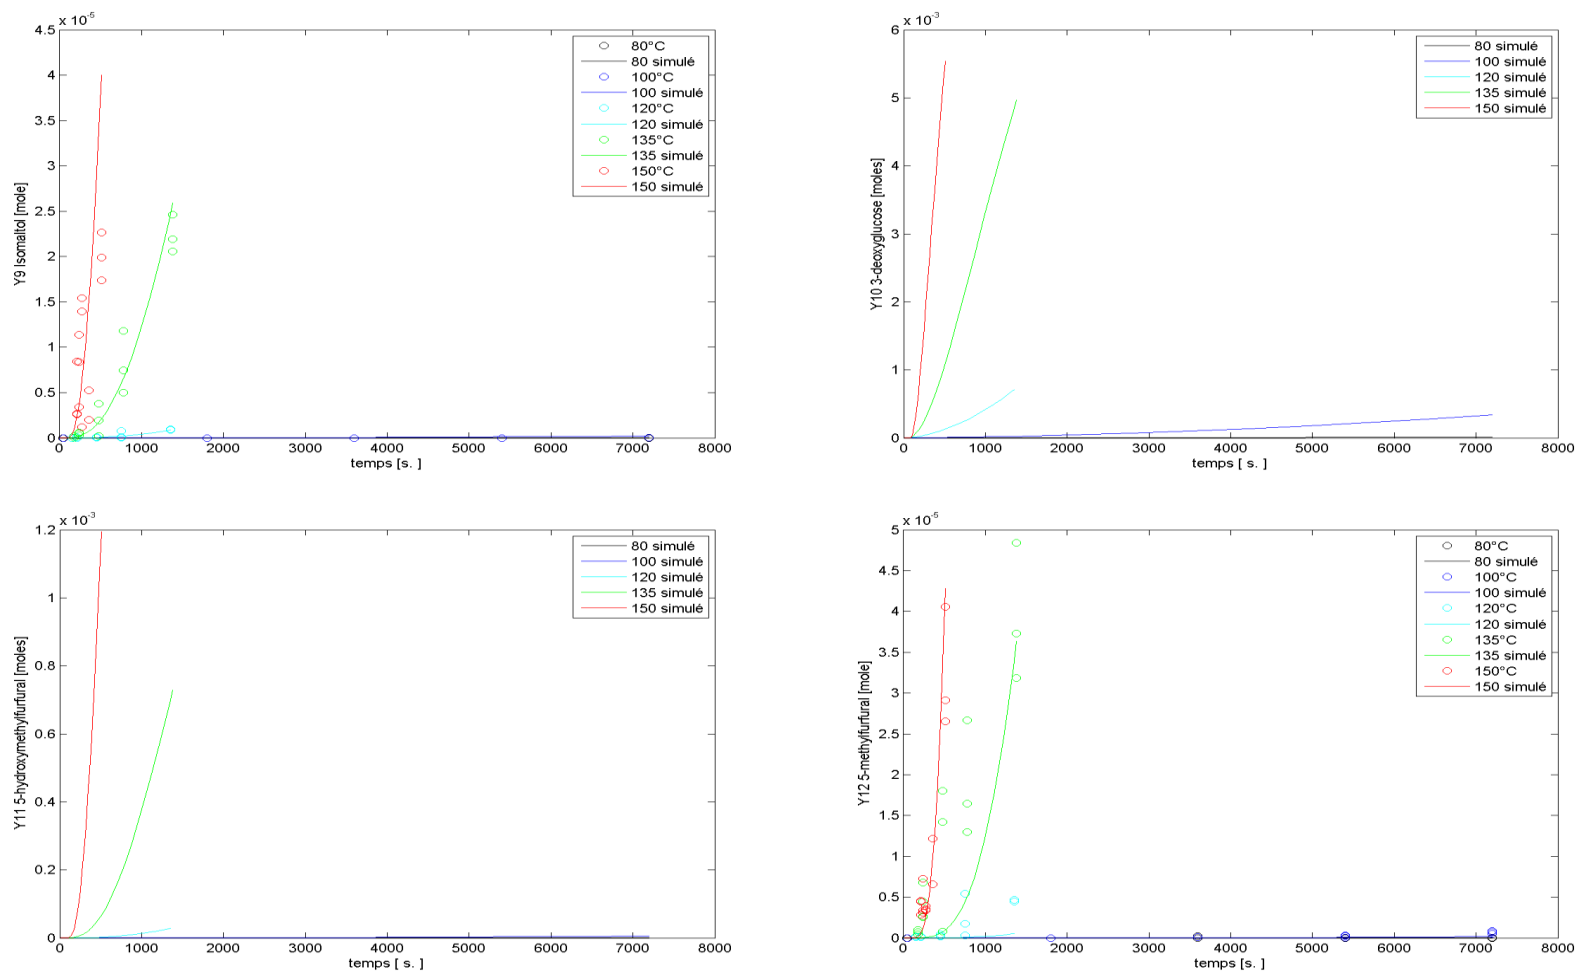 x 10-5
4.5
4
3.5
3
2.5
2
1.5
1
0.5
0
Y9 Isomaltol [mole]
0 1000 2000 3000 4000 5000 6000 7000 8000
temps [s. ]
80°C
80 simulé
100°C
100 simulé
120°C
120 simulé
135°C
135 simulé
150°C
150 simulé
x 10-3
6
5
4
3
2
1
0
Y10 3-deoxyglucose [moles]
0 1000 2000 3000 4000 5000 6000 7000 8000
temps [ s. ]
80 simulé
100 simulé
120 simulé
135 simulé
150 simulé
x 10-3
1.2
1
0.8
0.6
0.4
0.2
0
Y11 5-hydroxymethylfurfural [moles]
0 1000 2000 3000 4000 5000 6000 7000 8000
temps [ s. ]
80 simulé
100 simulé
120 simulé
135 simulé
150 simulé
x 10-5
5
4.5
4
3.5
3
2.5
2
1.5
1
0.5
0
Y12 5-methylfurfural [mole]
0 1000 2000 3000 4000 5000 6000 7000 8000
temps [s. ]
80°C
80 simulé
100°C
100 simulé
120°C
120 simulé
135°C
135 simulé
150°C
150 simulé